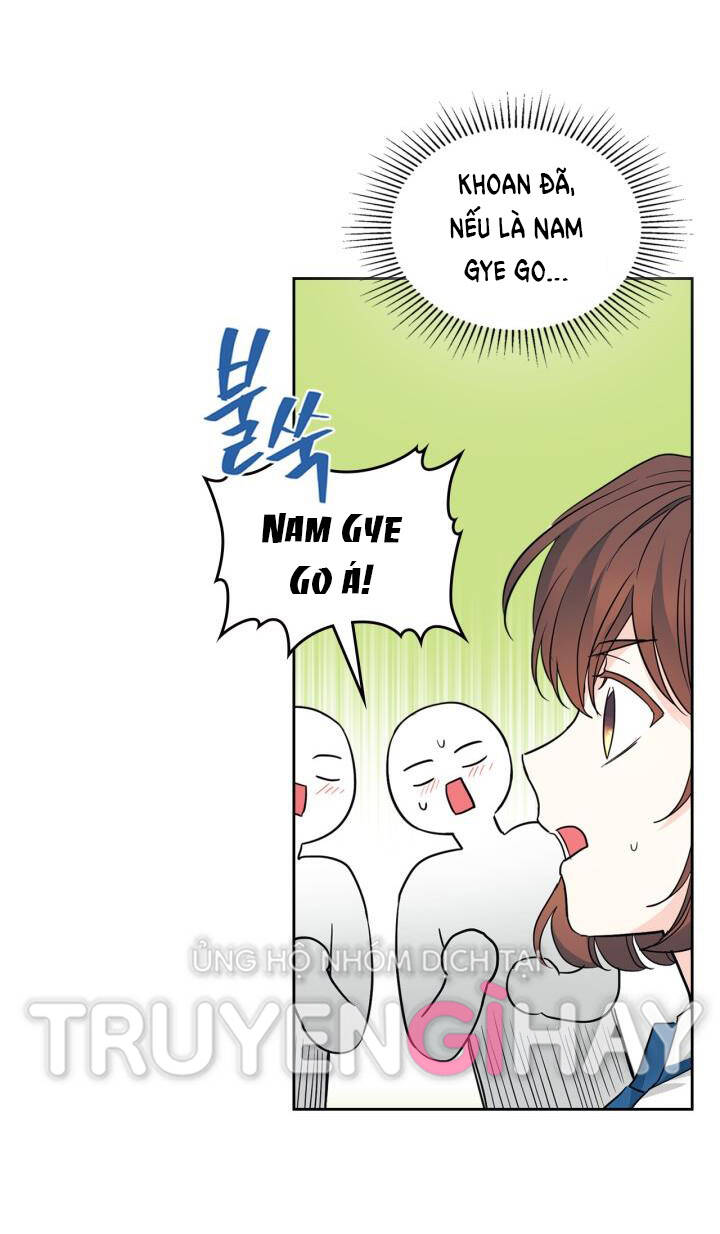 KHOAN ĐÃ,
NẾU LÀ NAM
GYE GO...
불쑥
NAM GYE
GO Á!
ỦNG HỘ NHÓM DỊCH TẠI
TRUYENGIHAY